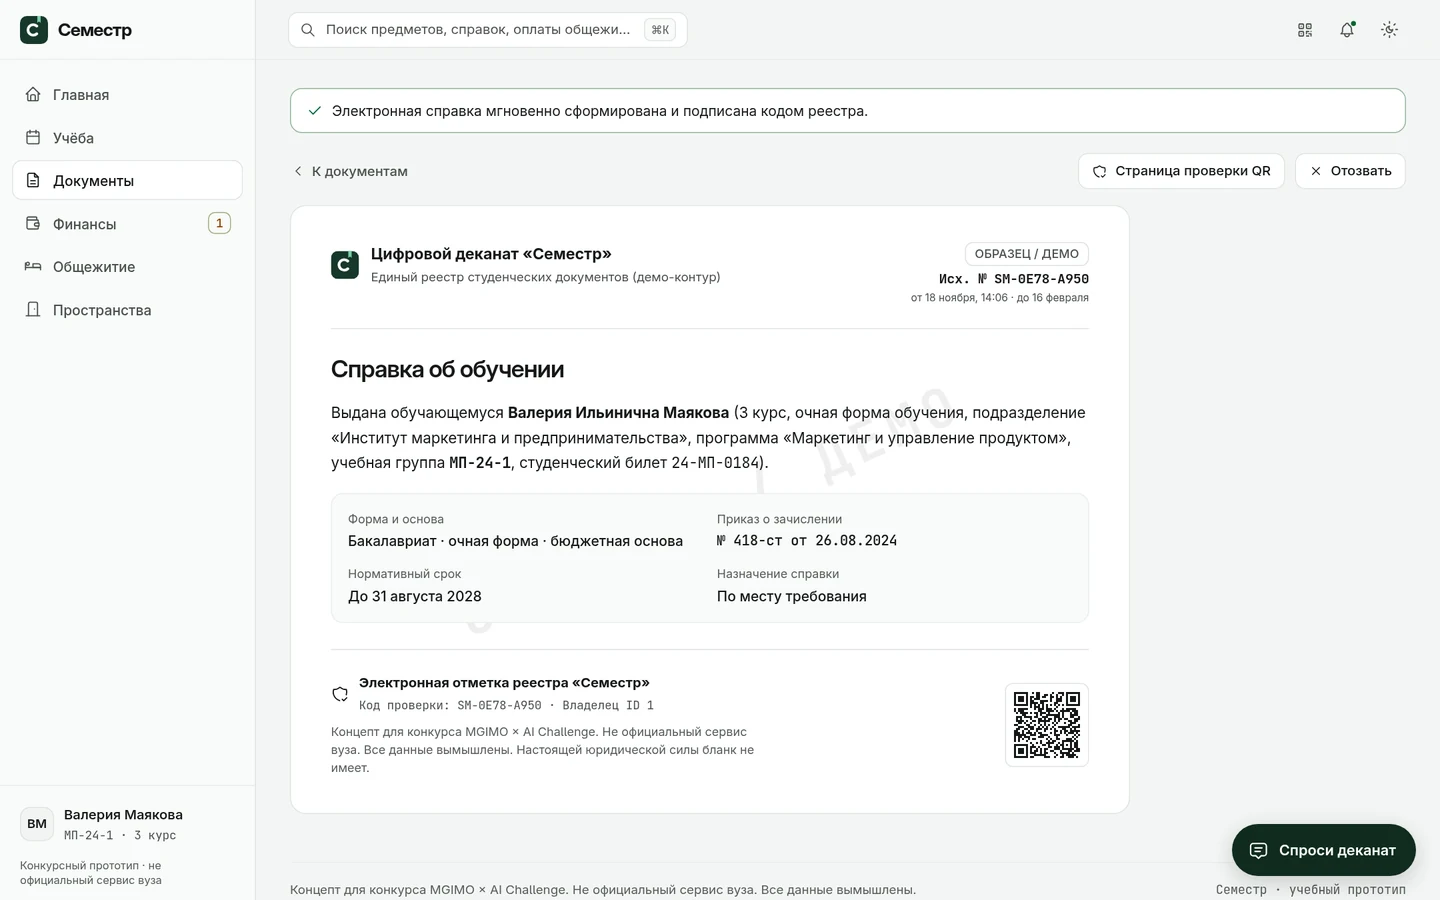 Семестр
Поиск предметов, справок, оплаты общежи...
⌘K
Главная
Учёба
Документы
Финансы
1
Общежитие
Пространства
Электронная справка мгновенно сформирована и подписана кодом реестра.
К документам
Страница проверки QR
Отозвать
Цифровой деканат «Семестр»
Единый реестр студенческих документов (демо-контур)
ОБРАЗЕЦ / ДЕМО
Исх. № SM-0E78-A950
от 18 ноября, 14:06 · до 16 февраля
Справка об обучении
Выдана обучающемуся Валерия Ильинична Маякова (3 курс, очная форма обучения, подразделение
«Институт маркетинга и предпринимательства», программа «Маркетинг и управление продуктом»,
учебная группа МП-24-1, студенческий билет 24-МП-0184).
/ ДЕМО
Форма и основа
Бакалавриат · очная форма · бюджетная основа
Приказ о зачислении
№ 418-ст от 26.08.2024
Нормативный срок
До 31 августа 2028
Назначение справки
По месту требования
Электронная отметка реестра «Семестр»
Код проверки: SM-0E78-A950 · Владелец ID 1
Концепт для конкурса MGIMO × AI Challenge. Не официальный сервис
вуза. Все данные вымышлены. Настоящей юридической силы бланк не
имеет.
ВМ
Валерия Маякова
МП-24-1 · 3 курс
Конкурсный прототип · не
официальный сервис вуза
Спроси деканат
Концепт для конкурса MGIMO × AI Challenge. Не официальный сервис вуза. Все данные вымышлены.
Семестр · учебный прототип